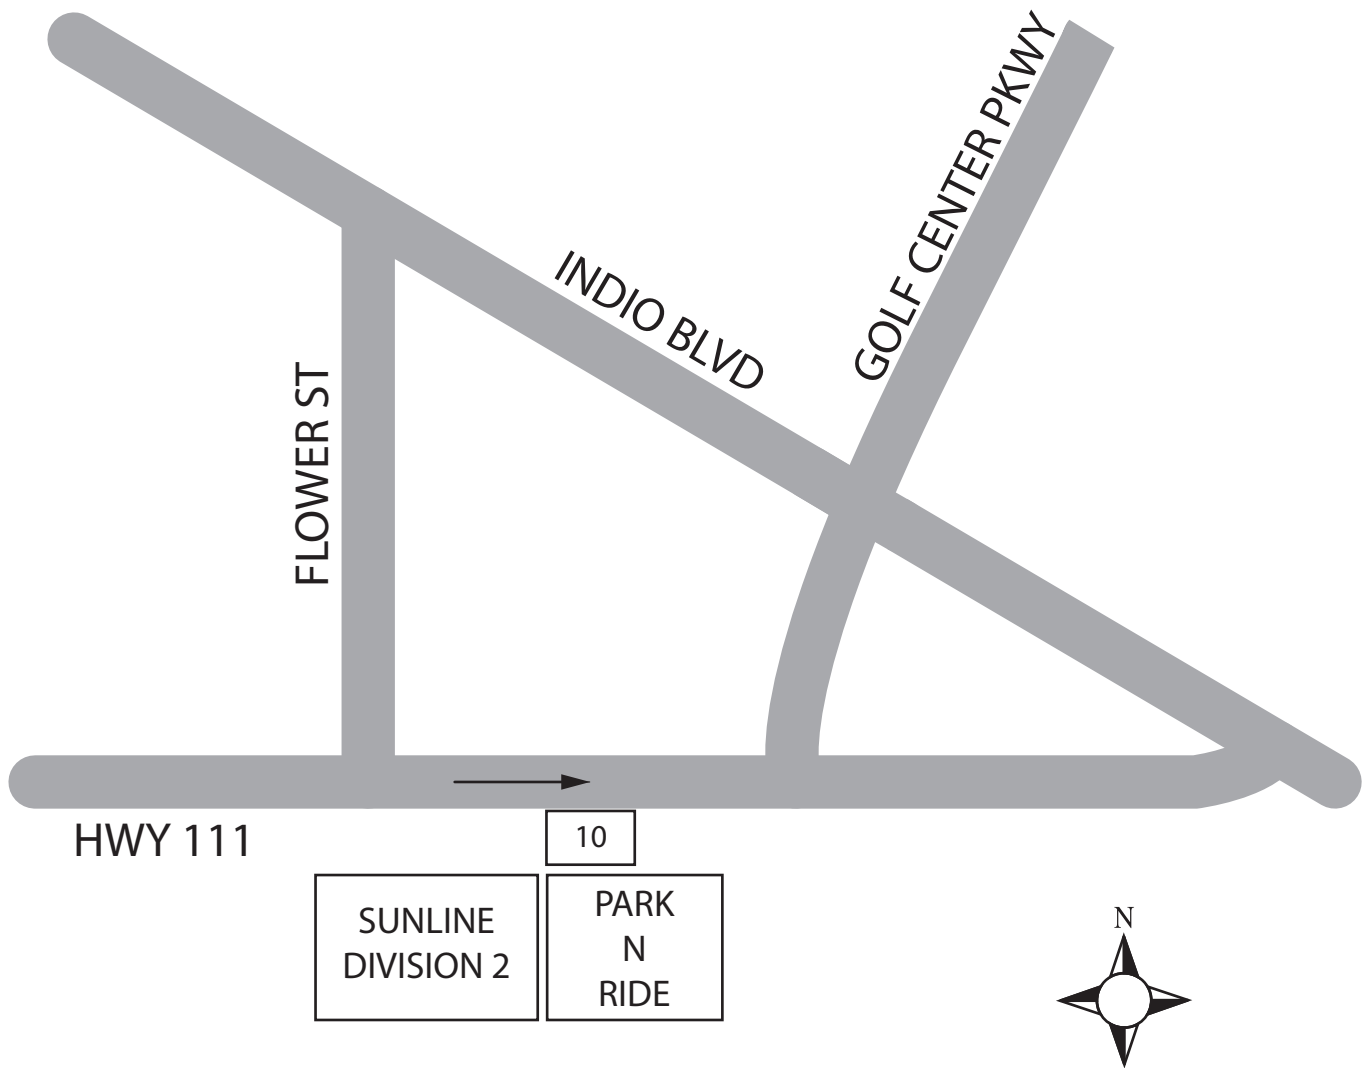 GOLF CENTER PKWY
INDIO BLVD
FLOWER ST
HWY 111
10
SUNLINE
DIVISION 2
PARK
N
RIDE
N